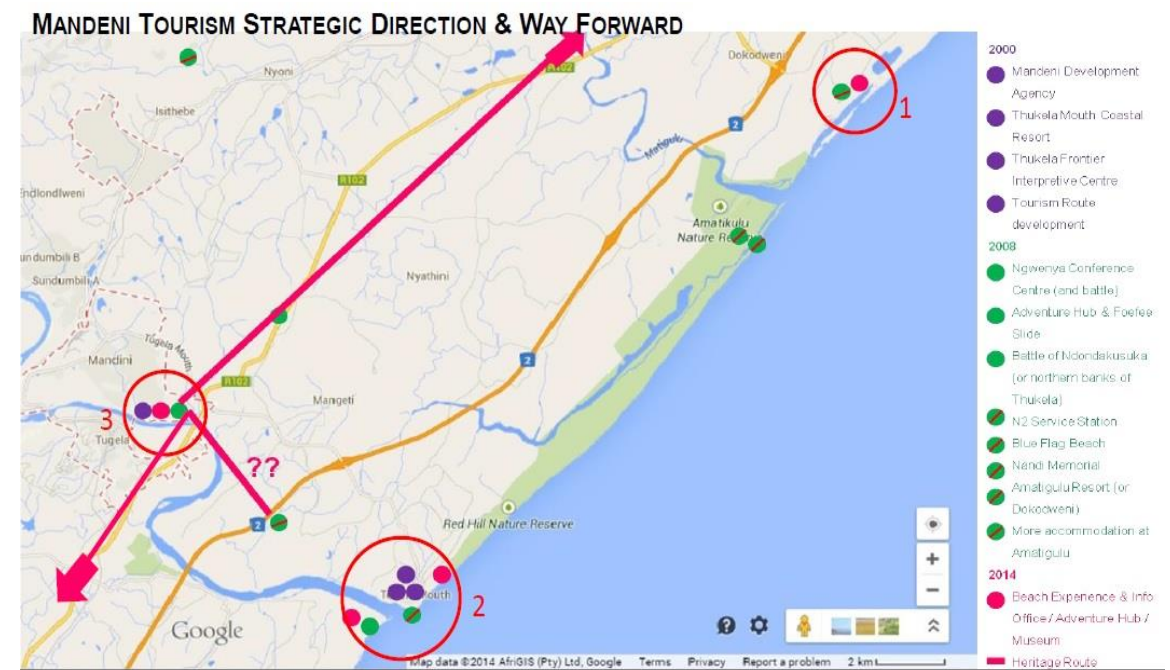 MANDENI TOURISM STRATEGIC DIRECTION & WAY FORWARD
R102
Dokodweni
Nyoni
1
Isithebe
2
Matigulu
R102
Endlondlweni
Amatikulu
Nature Re
Sundumbili B
Nyathini
Sundumbili A
Tugela Mouth
Mandini
2
R102
Mangeti
3
Tugela
??
2
Red Hill Nature Reserve
2
Google
Map data ©2014 AfriGIS (Pty) Ltd, Google Terms Privacy Report a problem 2 km
2000
Mandeni Development
Agency
Thukela Mouth Coastal
Resort
Thukela Frontier
Interpretive Centre
Tourism Route
development
2008
Ngwenya Conference
Centre (and battle)
Adventure Hub & Foefee
Slide
Battle of Ndondakusuka
(or northern banks of
Thukela)
N2 Service Station
Blue Flag Beach
Nandi Memorial
Amatigulu Resort (or
Dokodweni)
More accommodation at
Amatigulu
2014
Beach Experience & Info
Office / Adventure Hub /
Museum
Heritage Route